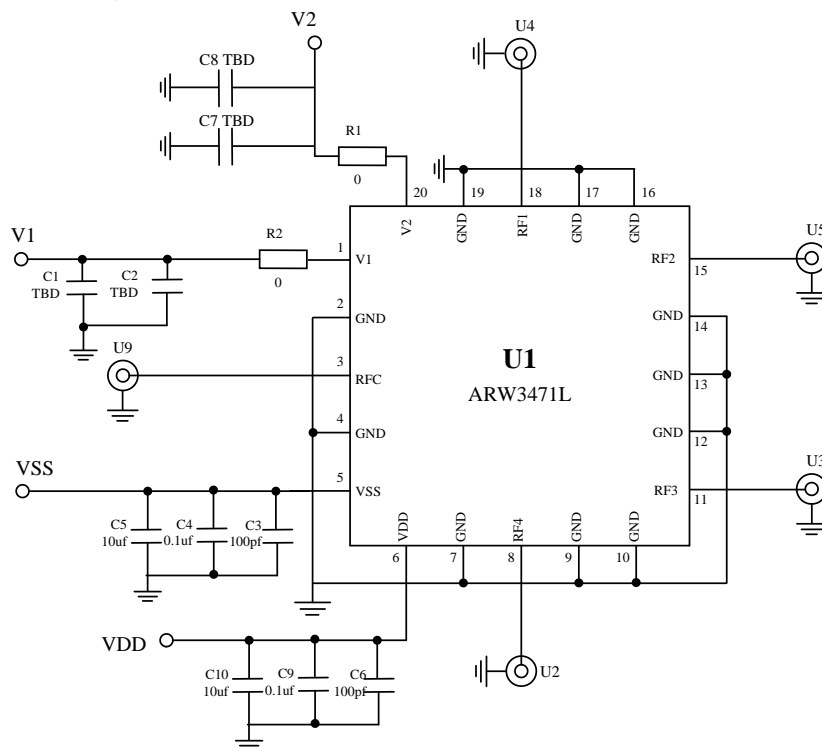 V2
U4
C8 TBD
C7 TBD
R1
0
20
19
18
17
16
V2
GND
RF1
GND
GND
V1
R2
0
1
V1
C1
TBD
C2
TBD
RF2
15
U5
2
GND
GND
14
U9
3
RFC
U1
ARW3471L
GND
13
4
GND
GND
12
VSS
5
VSS
RF3
11
U3
C5
10uf
C4
0.1uf
C3
100pf
VDD
GND
RF4
GND
GND
6
7
8
9
10
VDD
C10
10uf
C9
0.1uf
C6
100pf
U2